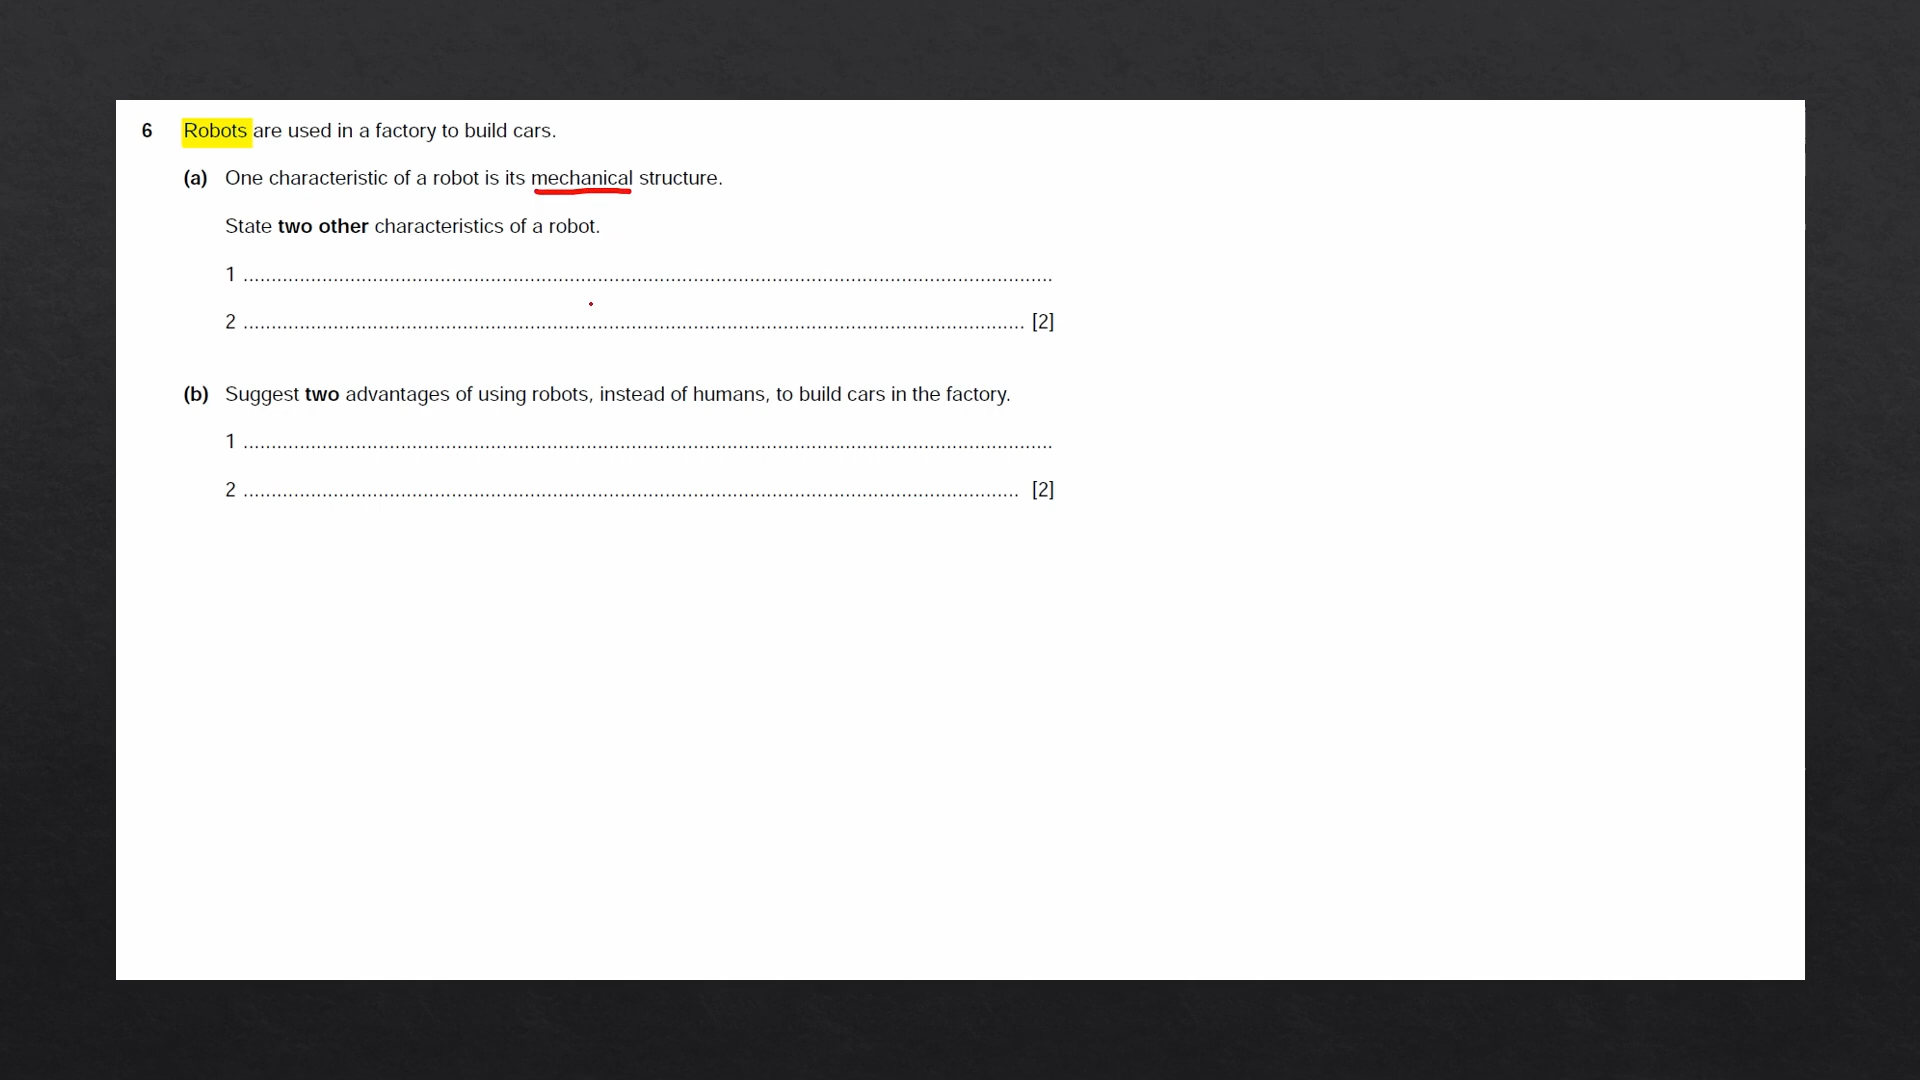 6 Robots are used in a factory to build cars.
(a) One characteristic of a robot is its mechanical structure.
State two other characteristics of a robot.
1 ................................................................................................................................................
2 .......................................................................................................................................... [2]
(b) Suggest two advantages of using robots, instead of humans, to build cars in the factory.
1 ................................................................................................................................................
2 .......................................................................................................................................... [2]